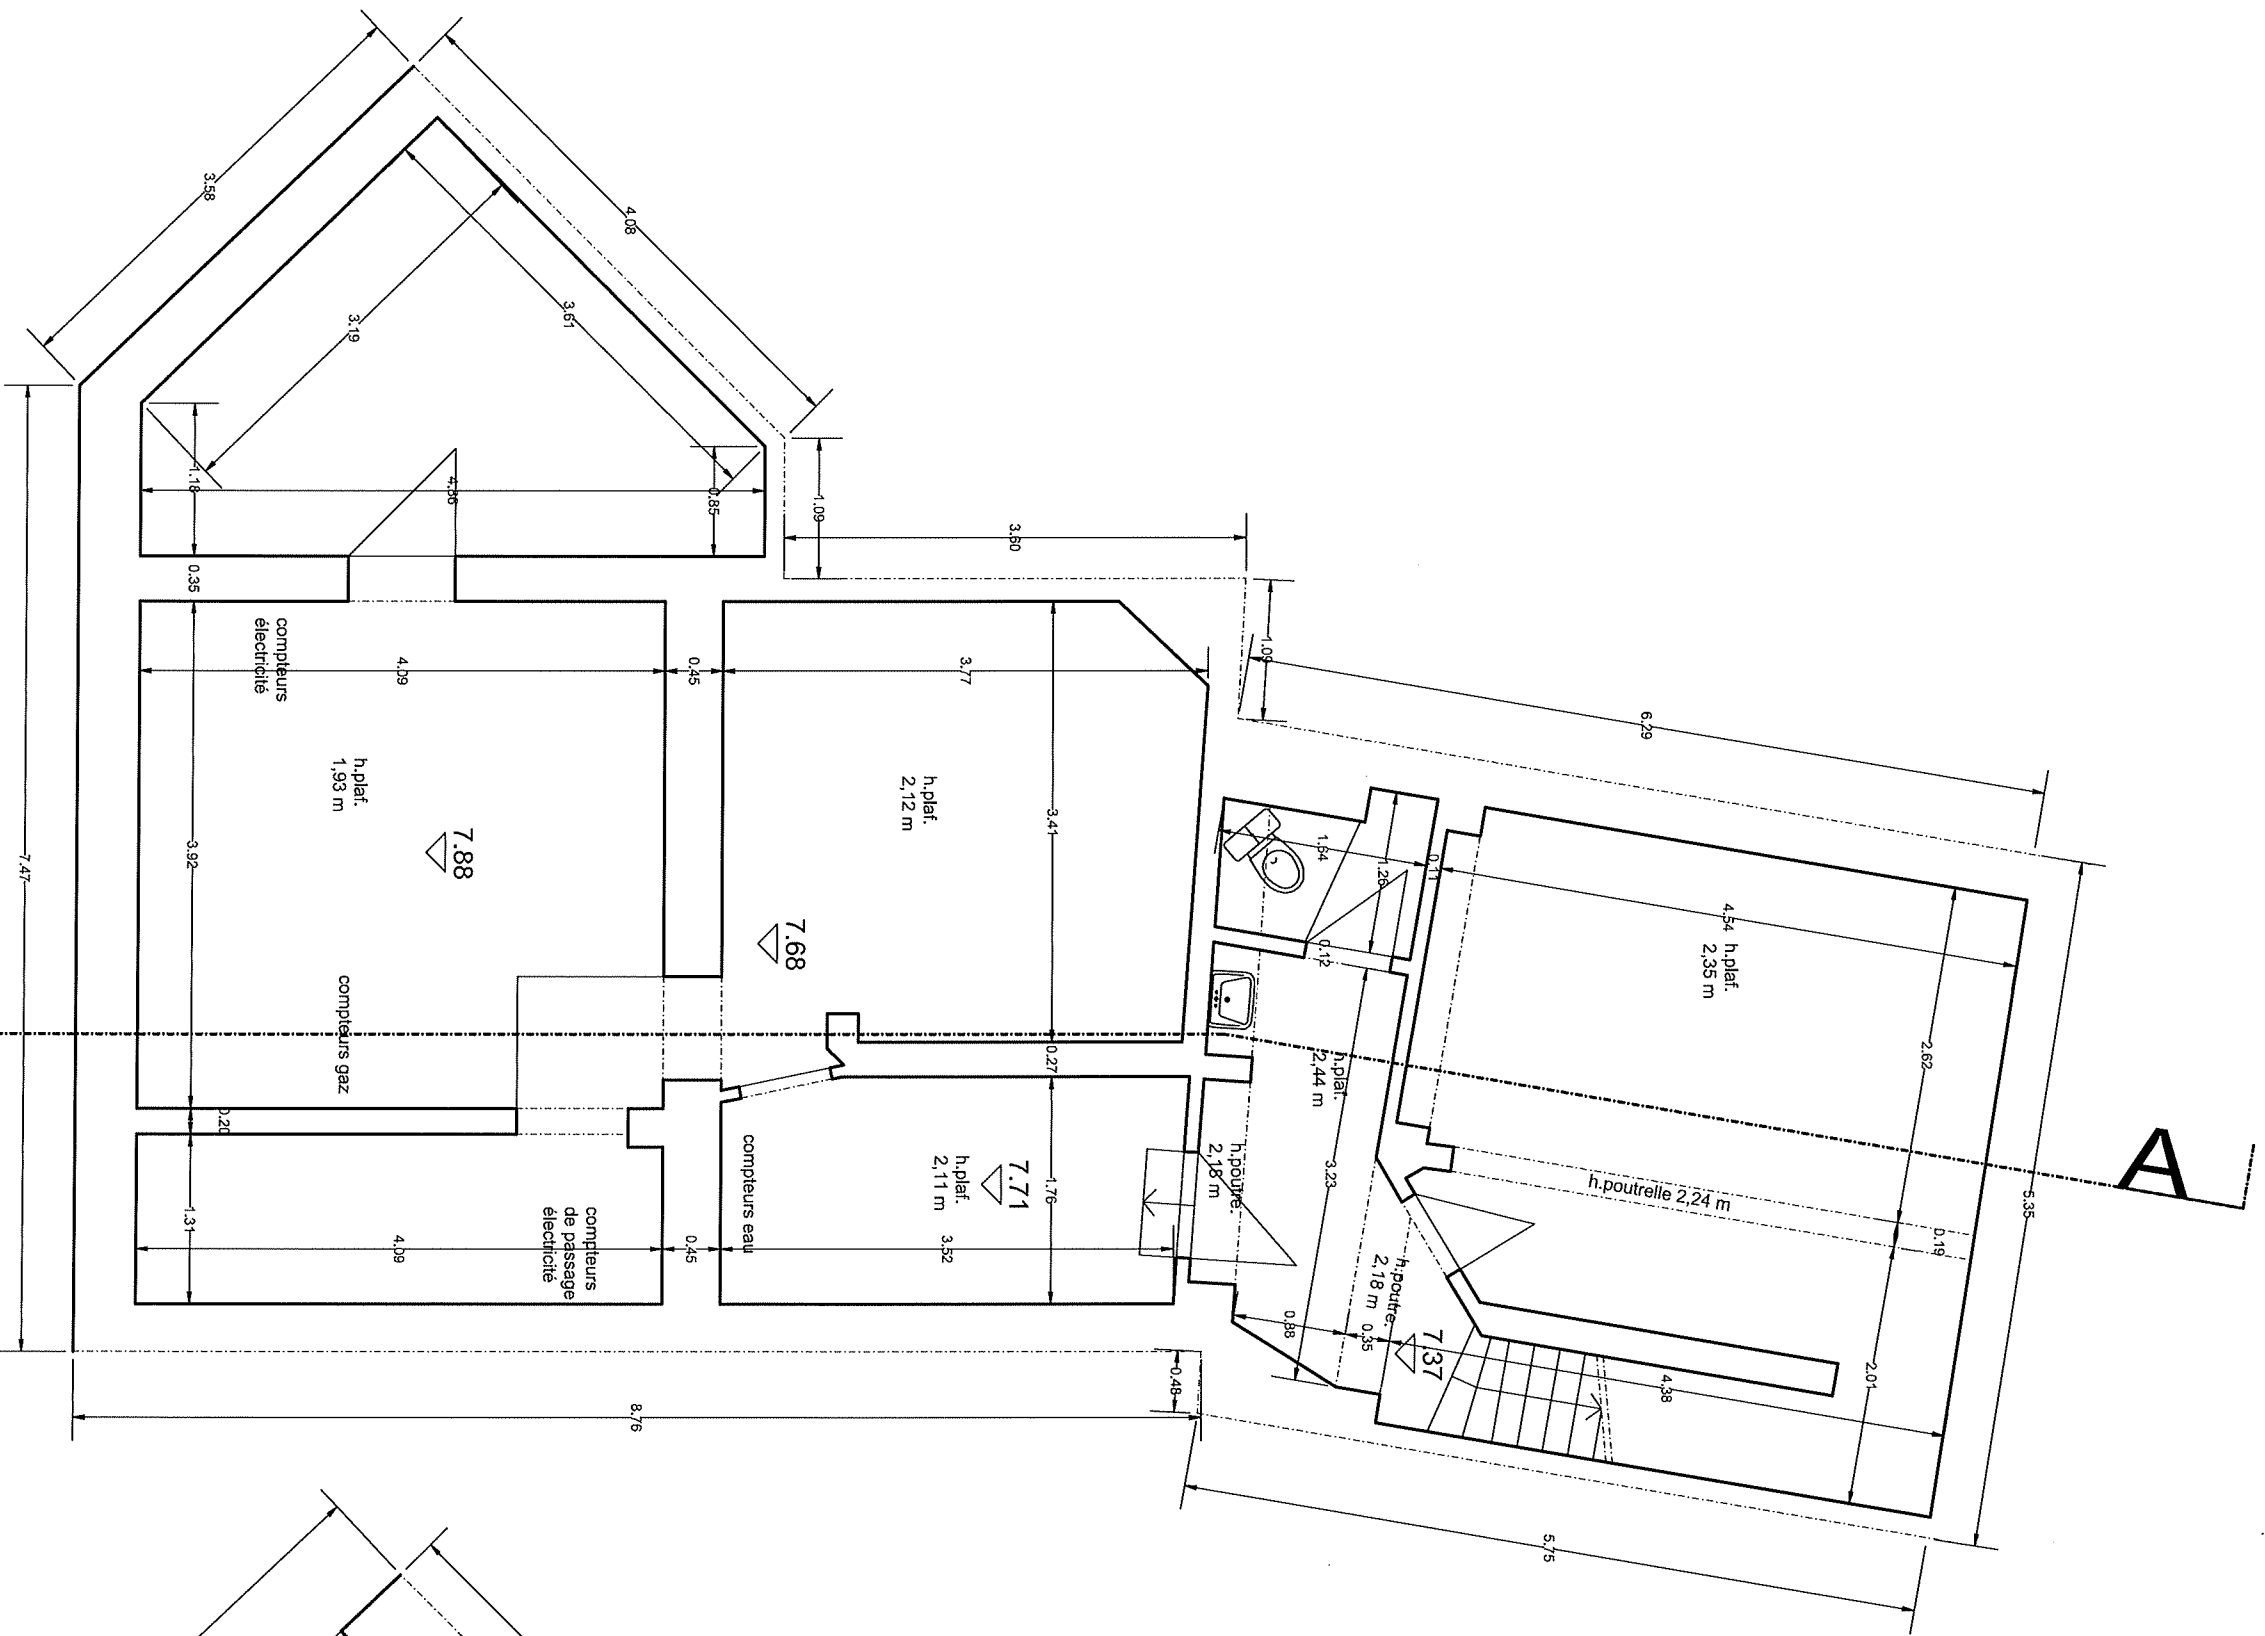 3.58
4.08
3.19
3.61
1.18
4.86
0.85
1.09
3.60
1.09
6.29
0.35
compteurs
électricité
4.09
0.45
3.77
h.plaf.
1,93 m
7.88
3.92
7.47
h.plaf.
2,12 m
3.41
7.68
1.64
1.26
0.11
0.12
4.54
h.plaf.
2,35 m
2.62
A
compteurs gaz
0.27
h.plaf.
2,44 m
3.23
h.poutrelle 2,24 m
0.19
5.35
0.20
1.31
4.09
compteurs
de passage
électricité
0.45
compteurs eau
h.plaf.
2,11 m
7.71
1.76
3.52
h.poutre.
2,18 m
h.poutre.
2,18 m
0.88
0.35
7.37
4.38
2.01
0.48
8.76
5.75